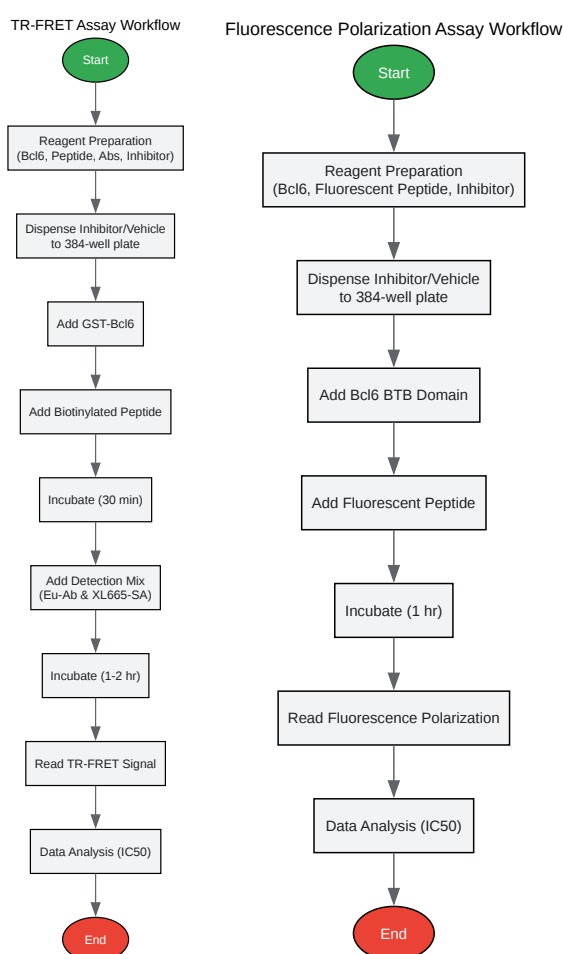 TR-FRET Assay Workflow
Start
Reagent Preparation
(Bcl6, Peptide, Abs, Inhibitor)
Dispense Inhibitor/Vehicle
to 384-well plate
Add GST-Bcl6
Add Biotinylated Peptide
Incubate (30 min)
Add Detection Mix
(Eu-Ab & XL665-SA)
Incubate (1-2 hr)
Read TR-FRET Signal
Data Analysis (IC50)
End
Fluorescence Polarization Assay Workflow
Start
Reagent Preparation
(Bcl6, Fluorescent Peptide, Inhibitor)
Dispense Inhibitor/Vehicle
to 384-well plate
Add Bcl6 BTB Domain
Add Fluorescent Peptide
Incubate (1 hr)
Read Fluorescence Polarization
Data Analysis (IC50)
End